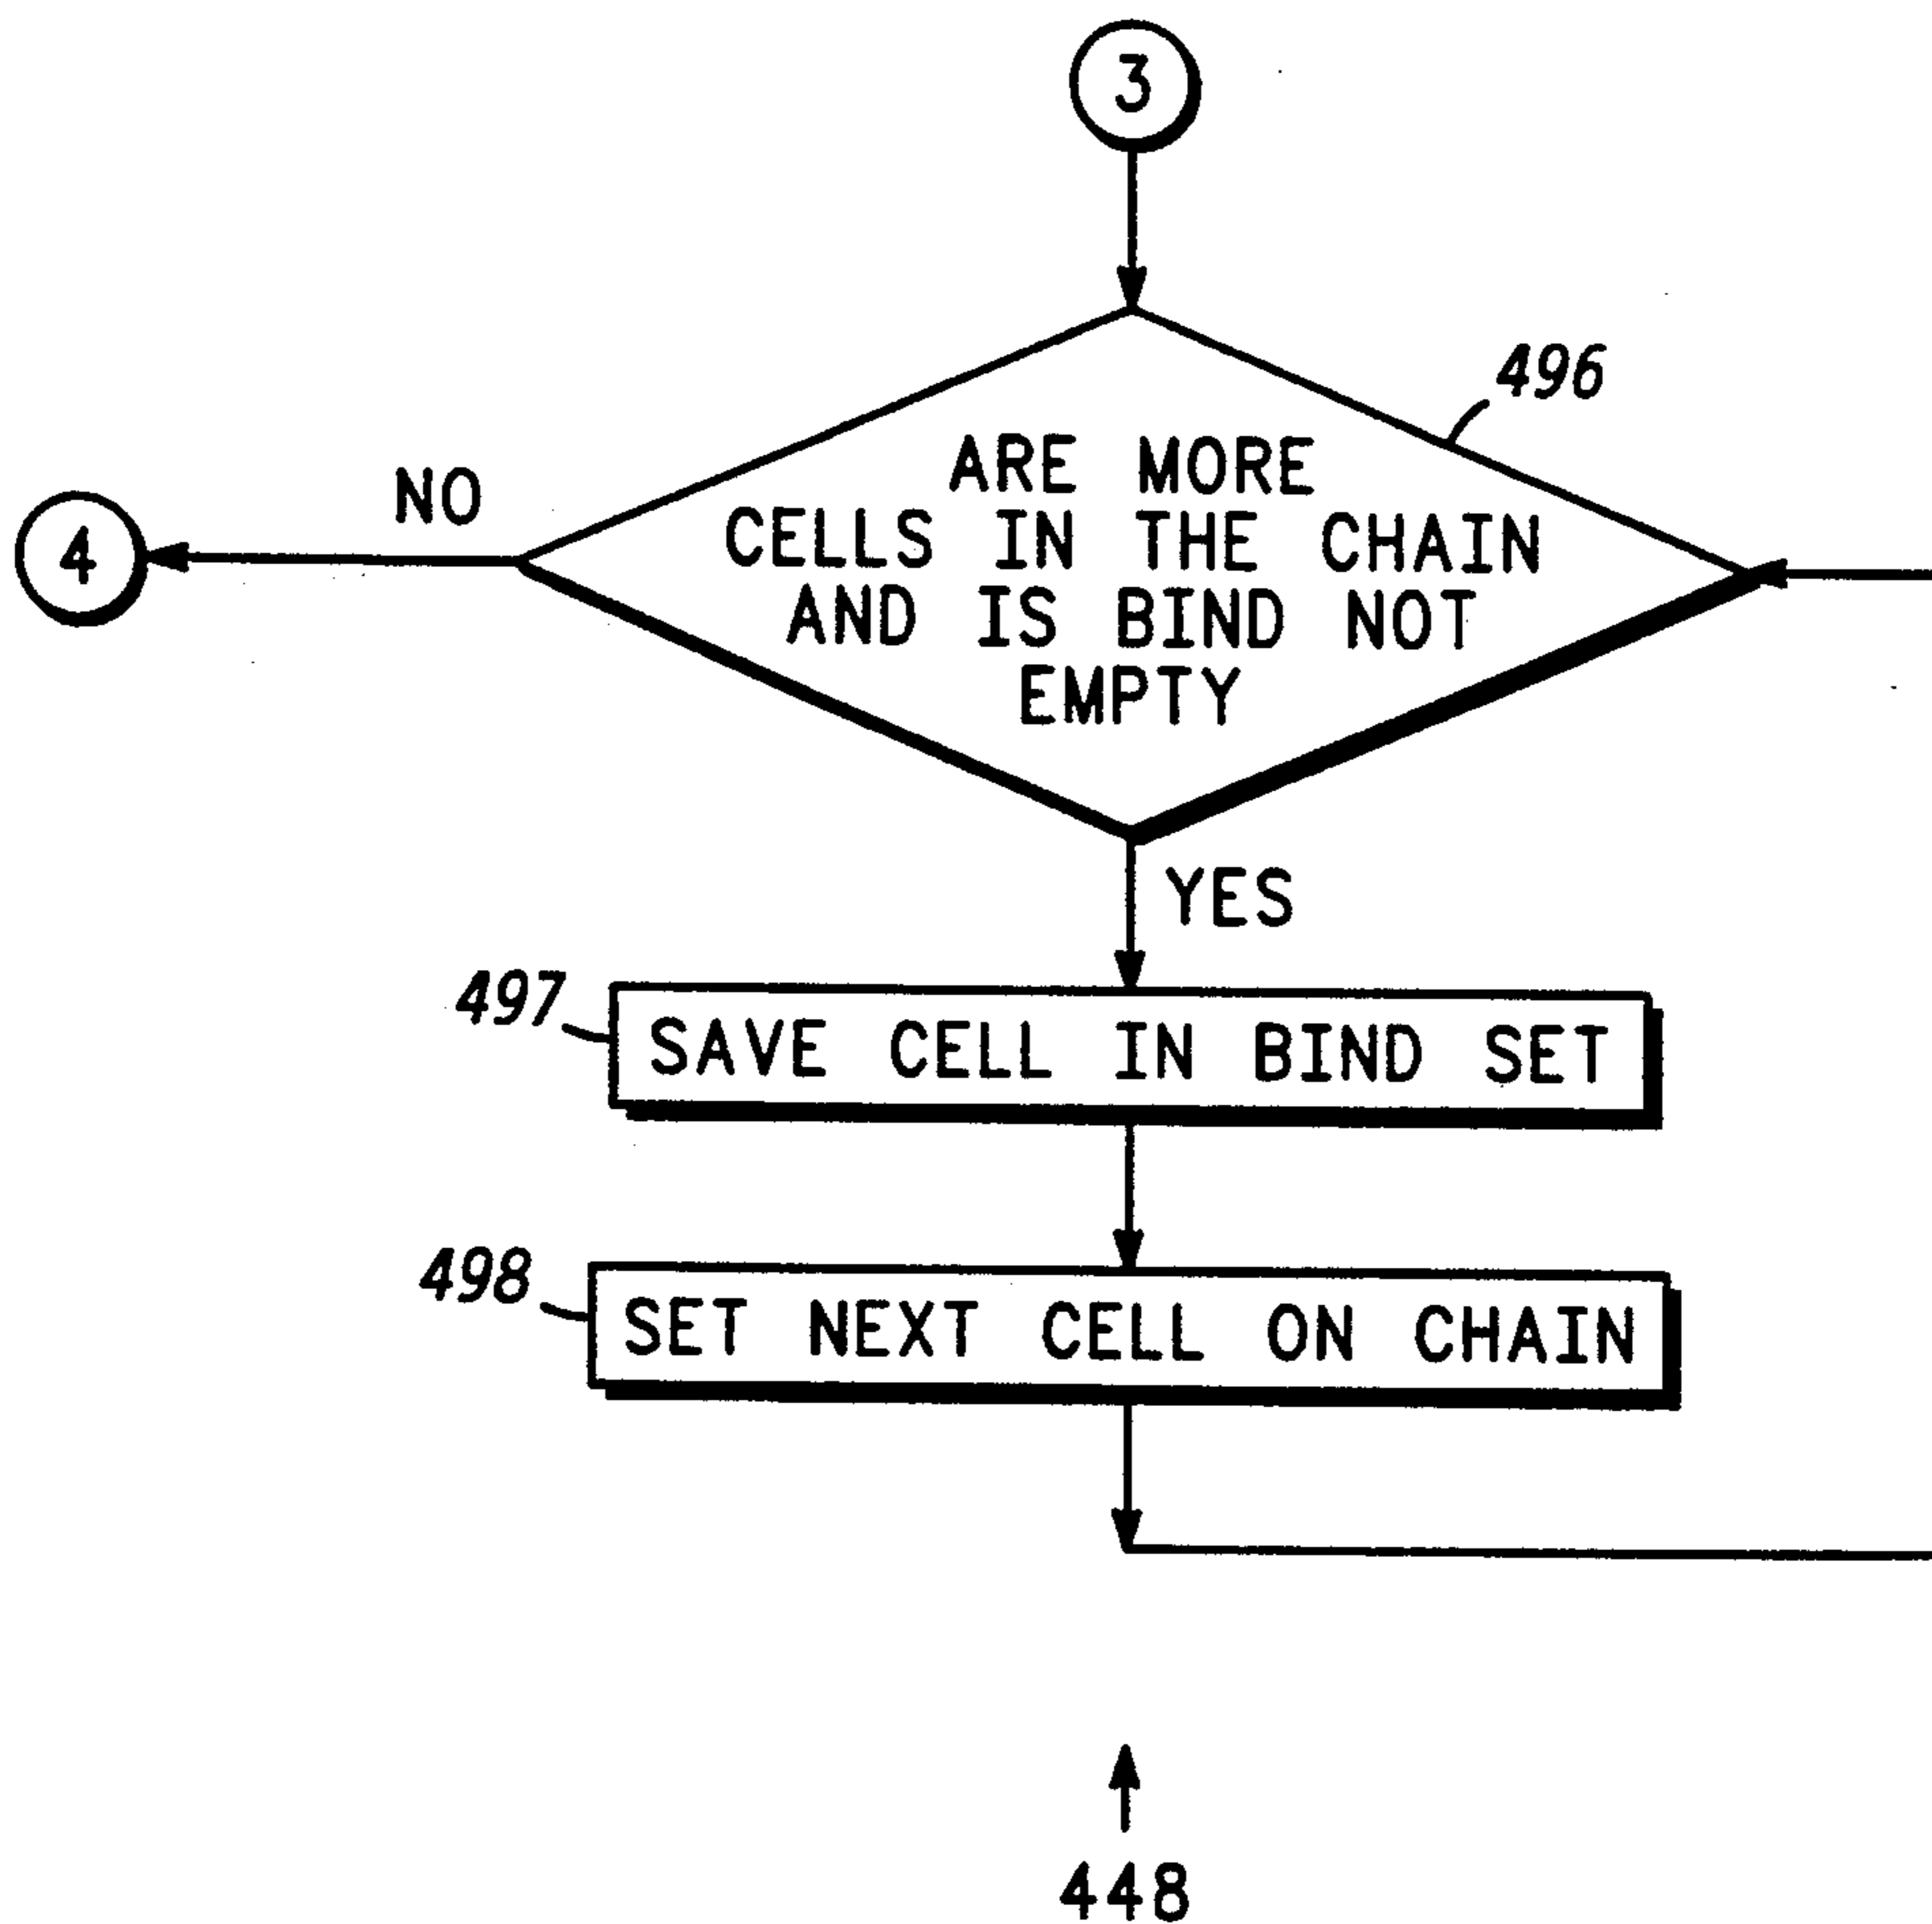 3
496
ARE MORE
CELLS IN THE CHAIN
AND IS BIND NOT
EMPTY
NO
4
YES
497
SAVE CELL IN BIND SET
498
SET NEXT CELL ON CHAIN
448